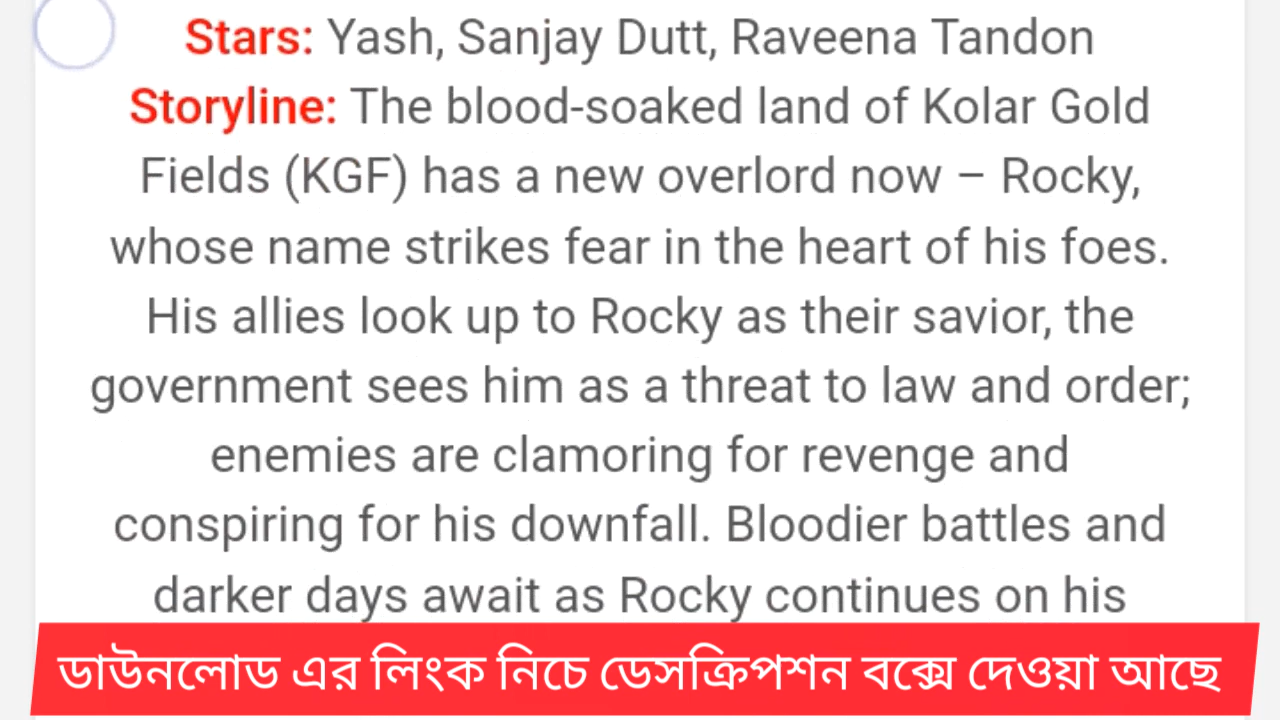 Stars: Yash, Sanjay Dutt, Raveena Tandon
Storyline: The blood-soaked land of Kolar Gold
Fields (KGF) has a new overlord now – Rocky,
whose name strikes fear in the heart of his foes.
His allies look up to Rocky as their savior, the
government sees him as a threat to law and order;
enemies are clamoring for revenge and
conspiring for his downfall. Bloodier battles and
darker days await as Rocky continues on his
ডাউনলোড এর লিংক নিচে ডেসক্রিপশন বক্সে দেওয়া আছে